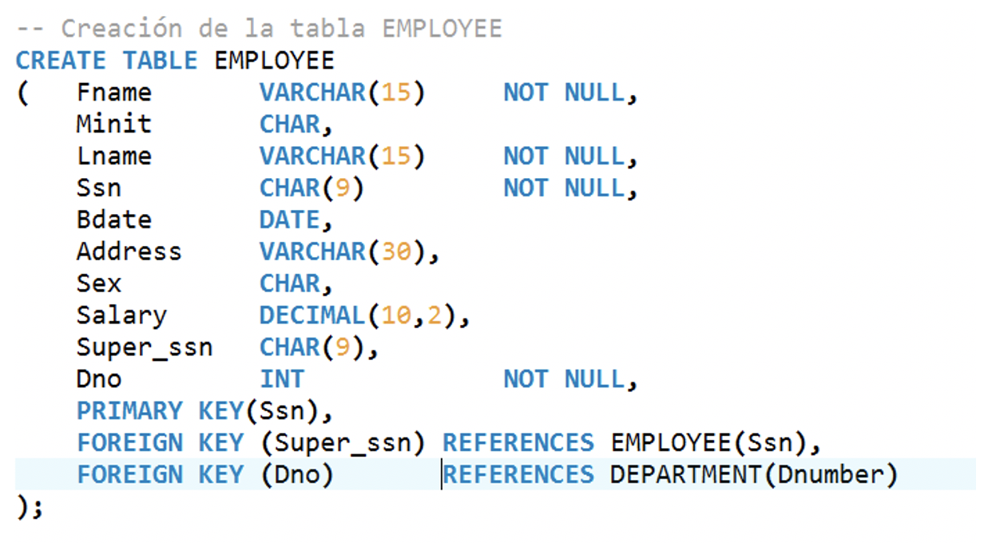 -- Creación de la tabla EMPLOYEE
CREATE TABLE EMPLOYEE
(   Fname       VARCHAR(15)     NOT NULL,
    Minit       CHAR,
    Lname       VARCHAR(15)     NOT NULL,
    Ssn         CHAR(9)         NOT NULL,
    Bdate       DATE,
    Address     VARCHAR(30),
    Sex         CHAR,
    Salary      DECIMAL(10,2),
    Super_ssn   CHAR(9),
    Dno         INT             NOT NULL,
    PRIMARY KEY(Ssn),
    FOREIGN KEY (Super_ssn) REFERENCES EMPLOYEE(Ssn),
    FOREIGN KEY (Dno)       REFERENCES DEPARTMENT(Dnumber)
);